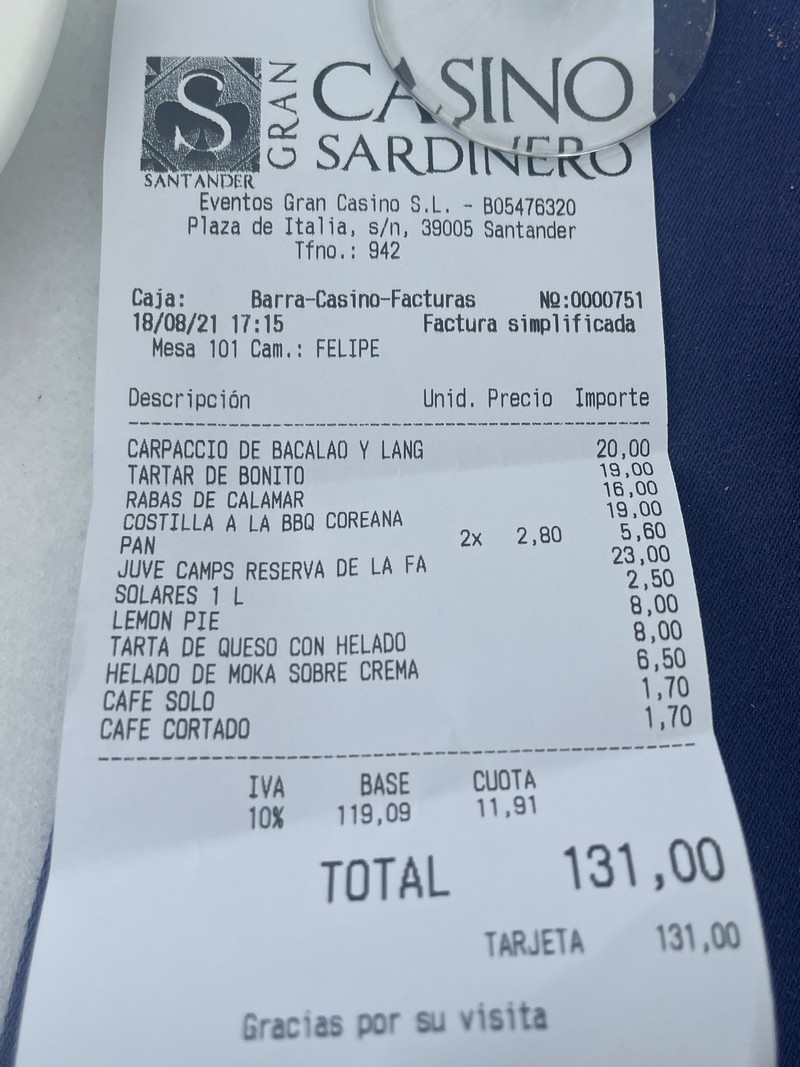 S
SANTANDER
GRAN
CASINO
SARDINERO
Eventos Gran Casino S.L. - B05476320
Plaza de Italia, s/n, 39005 Santander
Tfno.: 942
Caja: Barra-Casino-Facturas Nº:0000751
18/08/21 17:15 Factura simplificada
Mesa 101 Cam.: FELIPE
Descripción Unid. Precio Importe
CARPACCIO DE BACALAO Y LANG 20,00
TARTAR DE BONITO 19,00
RABAS DE CALAMAR 16,00
COSTILLA A LA BBQ COREANA 19,00
PAN 2x 2,80 5,60
JUVE CAMPS RESERVA DE LA FA 23,00
SOLARES 1 L 2,50
LEMON PIE 8,00
TARTA DE QUESO CON HELADO 8,00
HELADO DE MOKA SOBRE CREMA 6,50
CAFE SOLO 1,70
CAFE CORTADO 1,70
IVA BASE CUOTA
10% 119,09 11,91
TOTAL 131,00
TARJETA 131,00
Gracias por su visita